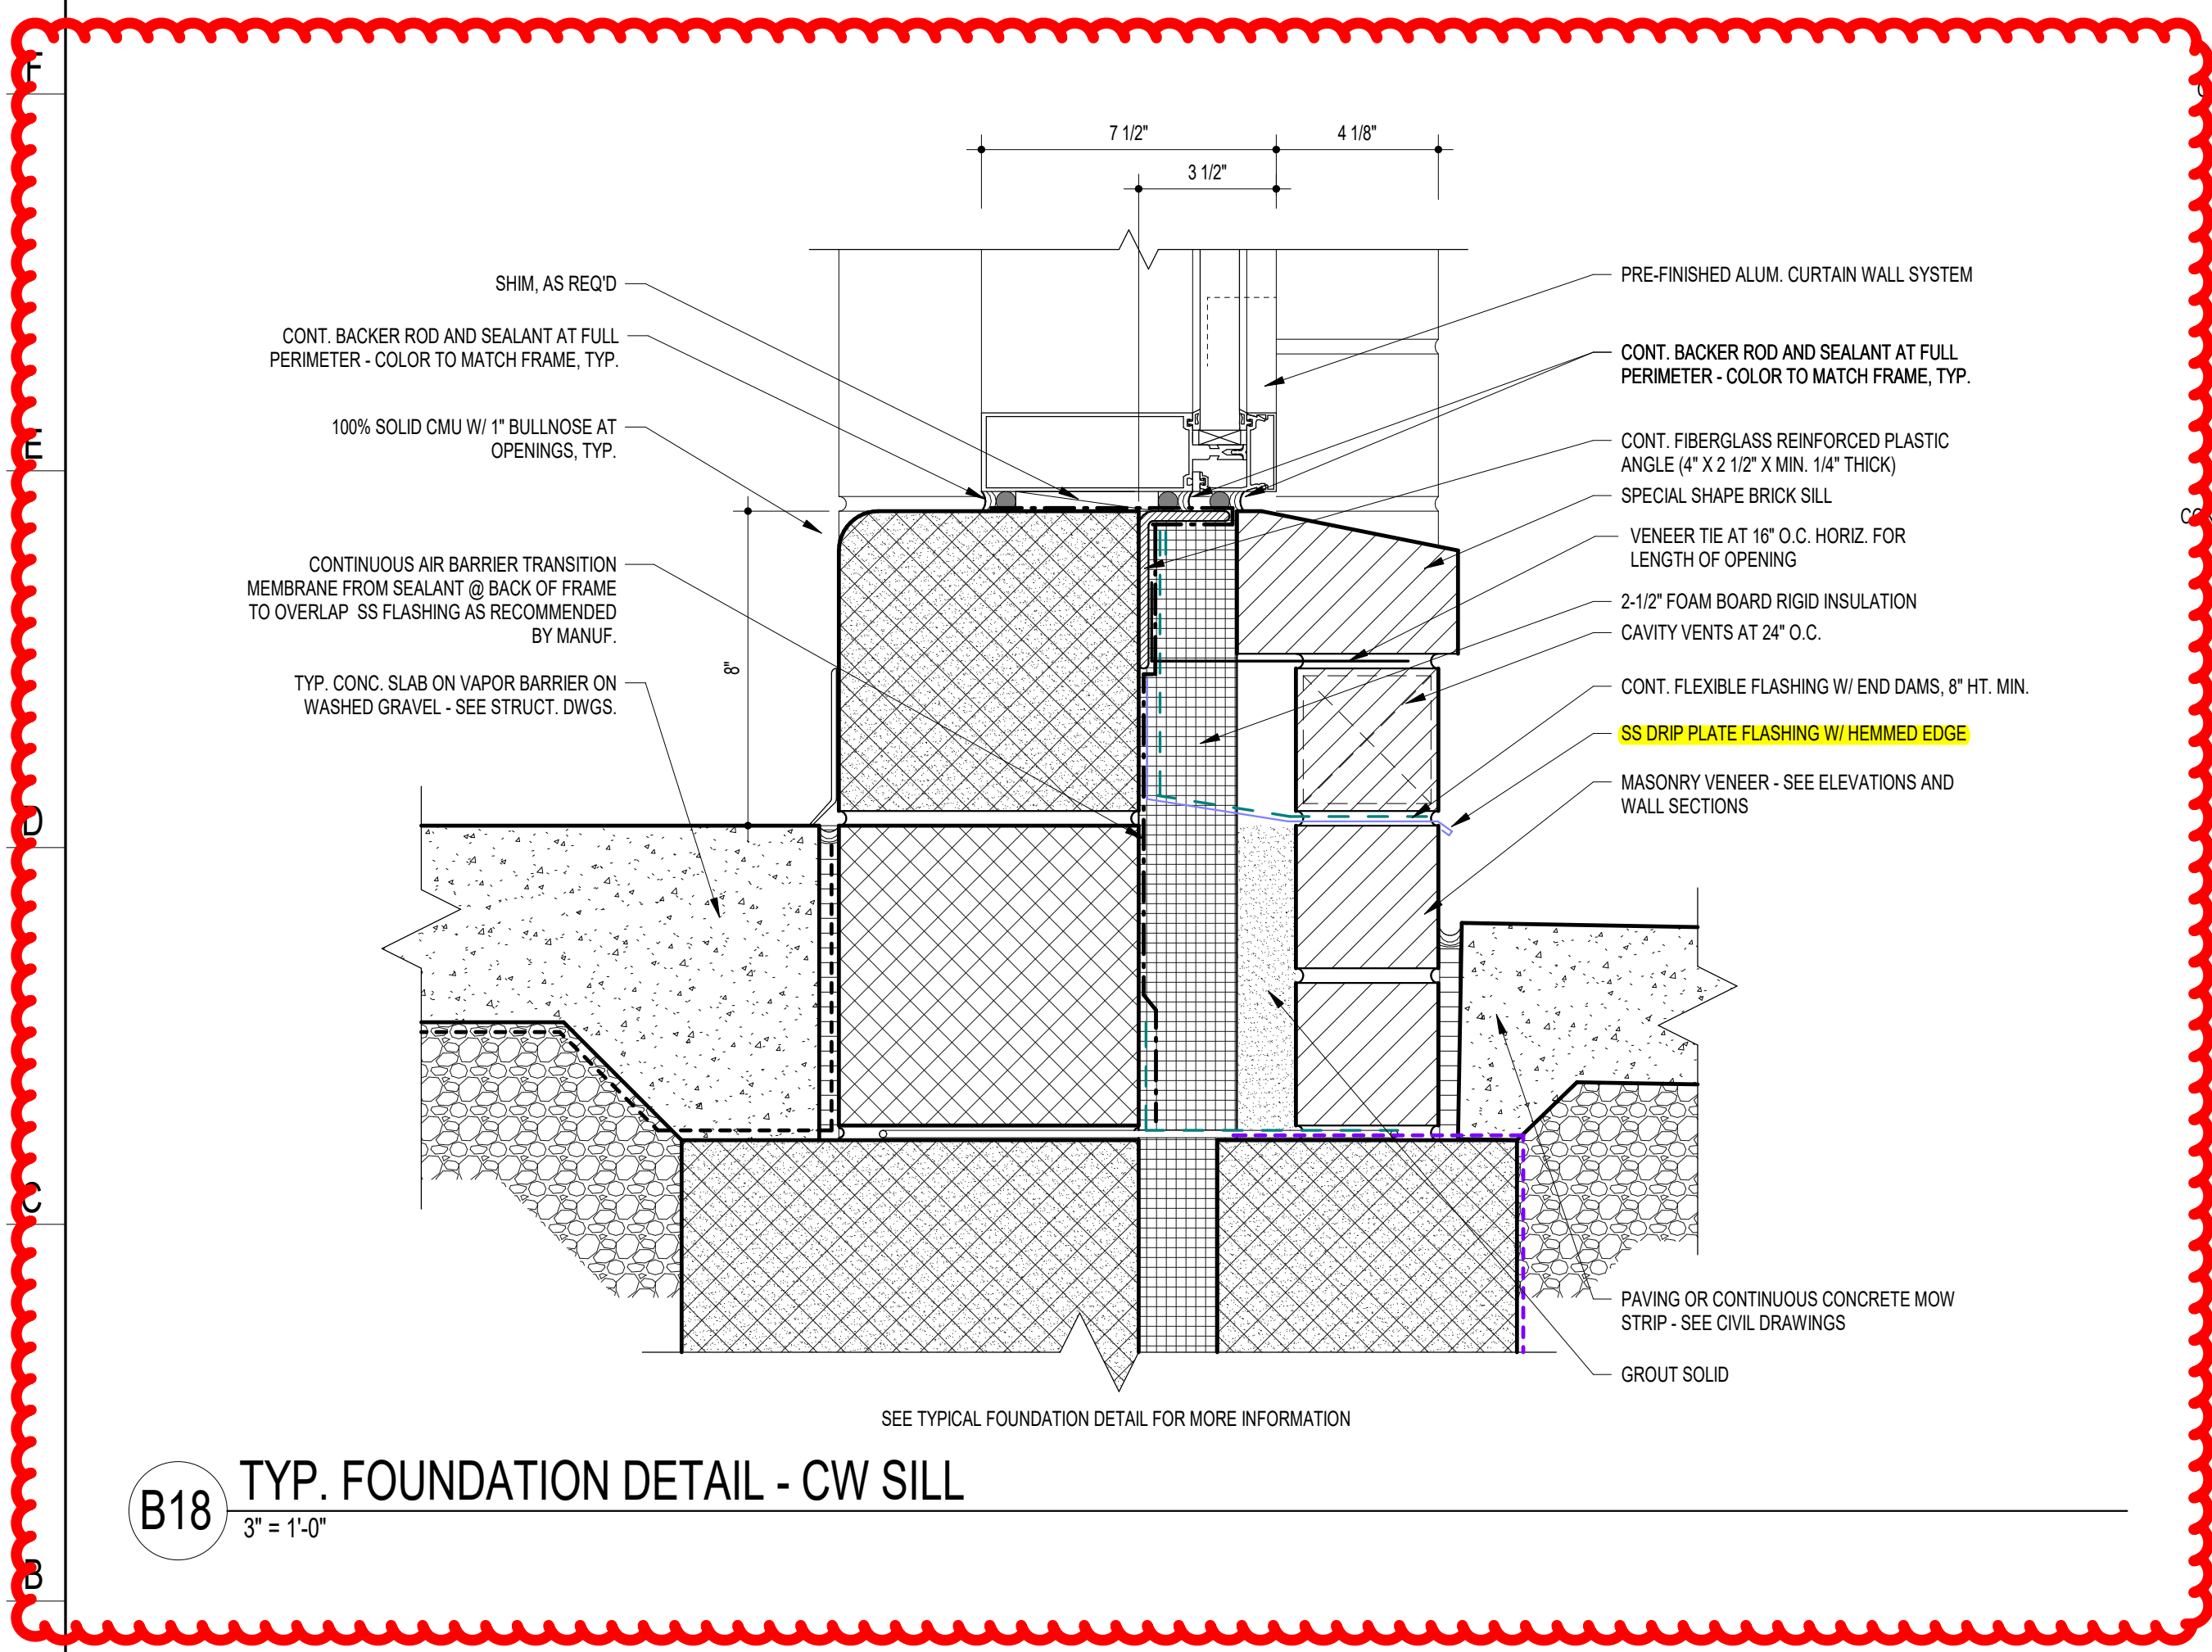 F
E
D
C
B
7 1/2"
4 1/8"
3 1/2"
SHIM, AS REQ'D
CONT. BACKER ROD AND SEALANT AT FULL
PERIMETER - COLOR TO MATCH FRAME, TYP.
100% SOLID CMU W/ 1" BULLNOSE AT
OPENINGS, TYP.
CONTINUOUS AIR BARRIER TRANSITION
MEMBRANE FROM SEALANT @ BACK OF FRAME
TO OVERLAP SS FLASHING AS RECOMMENDED
BY MANUF.
TYP. CONC. SLAB ON VAPOR BARRIER ON
WASHED GRAVEL - SEE STRUCT. DWGS.
8"
PRE-FINISHED ALUM. CURTAIN WALL SYSTEM
CONT. BACKER ROD AND SEALANT AT FULL
PERIMETER - COLOR TO MATCH FRAME, TYP.
CONT. FIBERGLASS REINFORCED PLASTIC
ANGLE (4" X 2 1/2" X MIN. 1/4" THICK)
SPECIAL SHAPE BRICK SILL
VENEER TIE AT 16" O.C. HORIZ. FOR
LENGTH OF OPENING
2-1/2" FOAM BOARD RIGID INSULATION
CAVITY VENTS AT 24" O.C.
CONT. FLEXIBLE FLASHING W/ END DAMS, 8" HT. MIN.
SS DRIP PLATE FLASHING W/ HEMMED EDGE
MASONRY VENEER - SEE ELEVATIONS AND
WALL SECTIONS
PAVING OR CONTINUOUS CONCRETE MOW
STRIP - SEE CIVIL DRAWINGS
GROUT SOLID
SEE TYPICAL FOUNDATION DETAIL FOR MORE INFORMATION
B18
TYP. FOUNDATION DETAIL - CW SILL
3" = 1'-0"